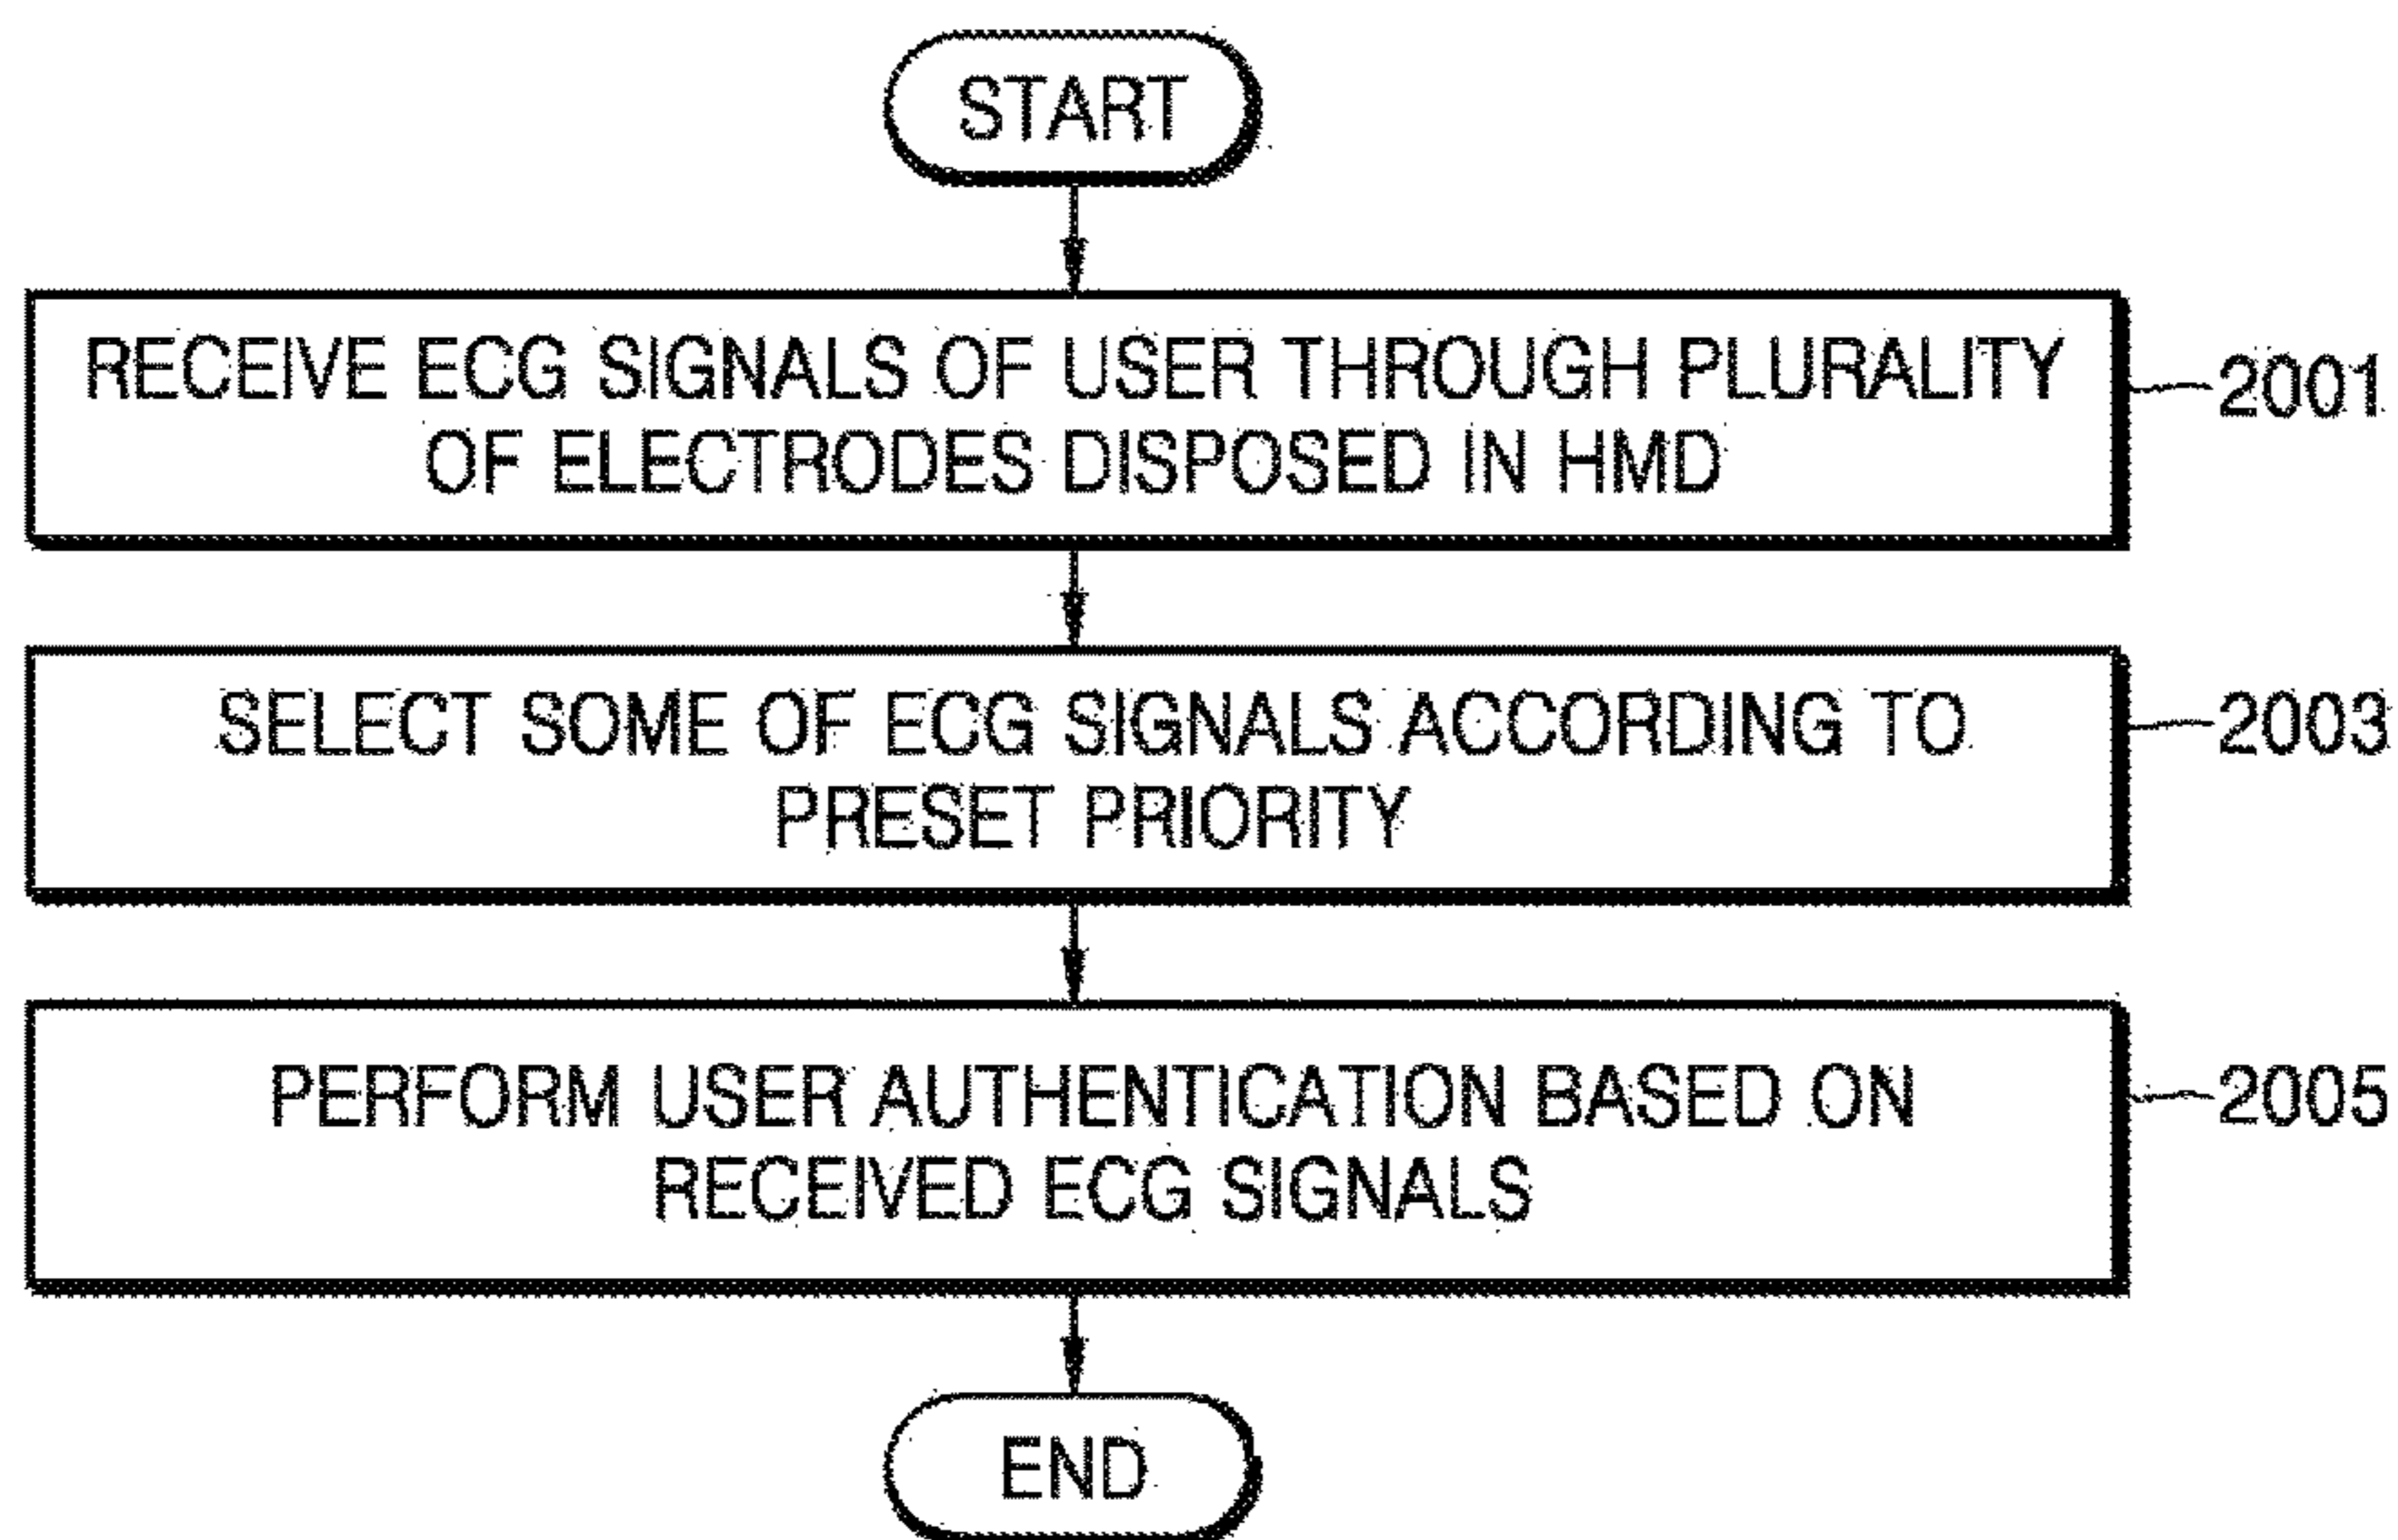 START
RECEIVE ECG SIGNALS OF USER THROUGH PLURALITY
OF ELECTRODES DISPOSED IN HMD
2001
SELECT SOME OF ECG SIGNALS ACCORDING TO
PRESET PRIORITY
2003
PERFORM USER AUTHENTICATION BASED ON
RECEIVED ECG SIGNALS
2005
END